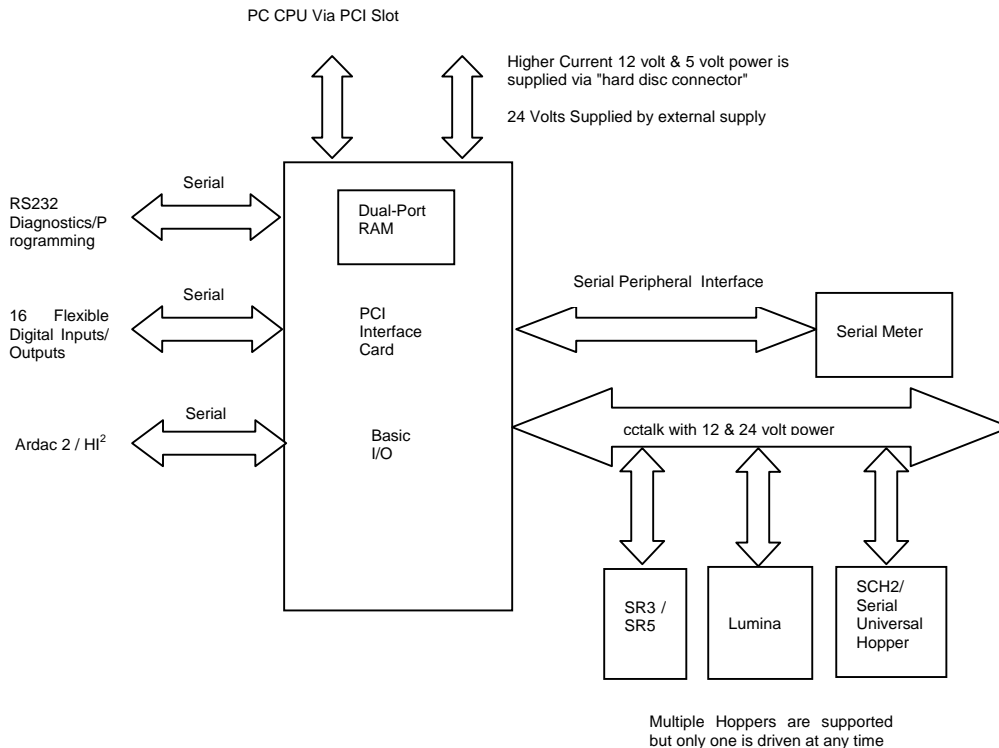 PC CPU Via PCI Slot
Higher Current 12 volt & 5 volt power is
supplied via "hard disc connector"
24 Volts Supplied by external supply
Serial
RS232
Diagnostics/P
rogramming
Dual-Port
RAM
Serial
16 Flexible
Digital Inputs/
Outputs
PCI
Interface
Card
Serial Peripheral Interface
Serial Meter
Serial
Ardac 2 / HI²
Basic
I/O
cctalk with 12 & 24 volt power
SR3 /
SR5
Lumina
SCH2/
Serial
Universal
Hopper
Multiple Hoppers are supported
but only one is driven at any time